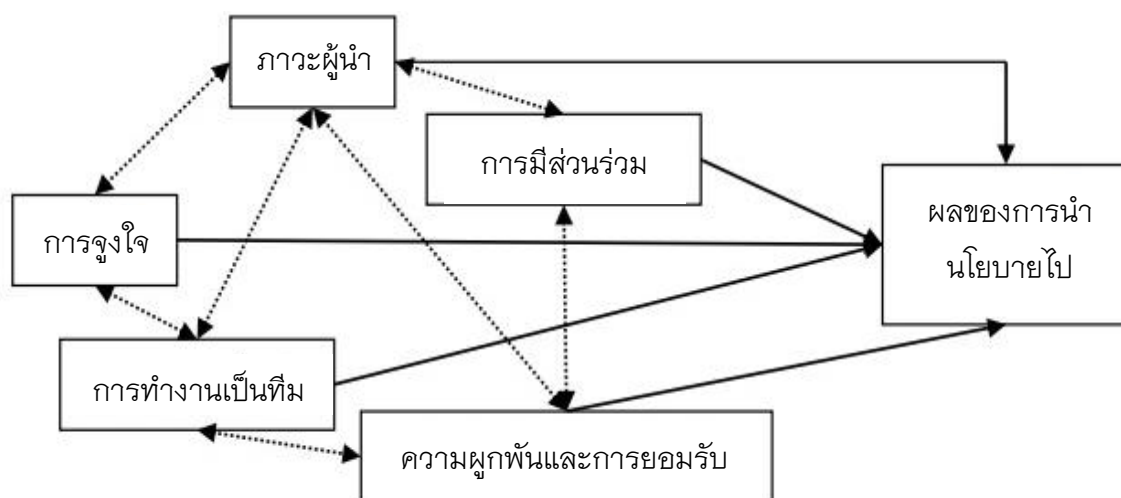 ภาวะผู้นำ
การมีส่วนร่วม
การจูงใจ
ผลของการนำ
นโยบายไป
การทำงานเป็นทีม
ความผูกพันและการยอมรับ